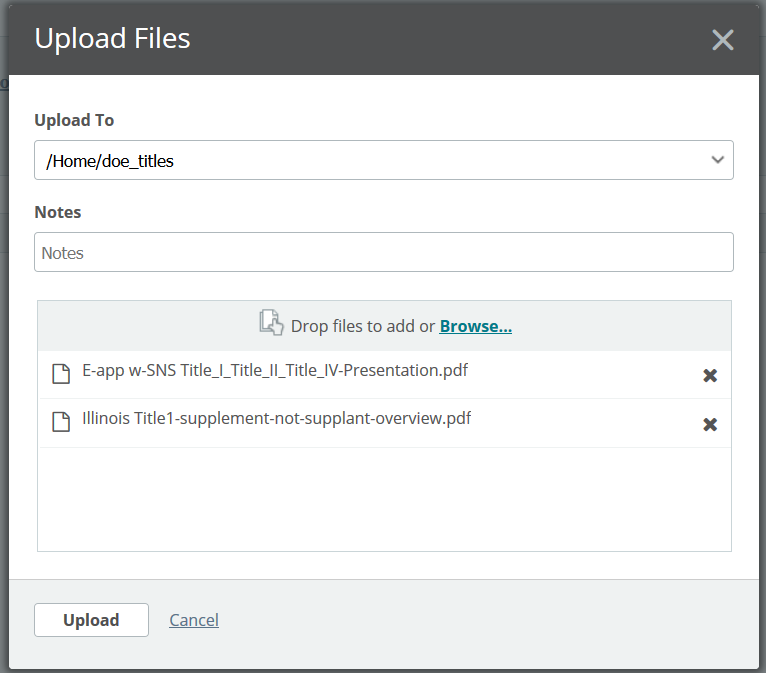 Upload Files
Upload To
/Home/doe_titles
Notes
Notes
Drop files to add or Browse...
E-app w-SNS Title_I_Title_II_Title_IV-Presentation.pdf
Illinois Title1-supplement-not-supplant-overview.pdf
Upload Cancel